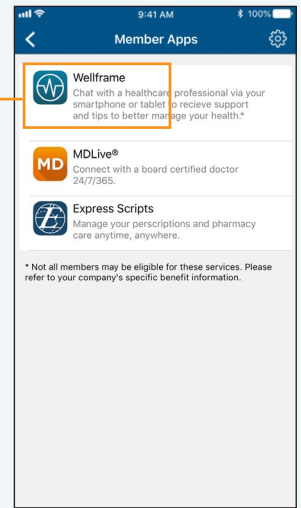 9:41 AM
100%
Member Apps
Wellframe
Chat with a healthcare professional via your
smartphone or tablet to recieve support
and tips to better manage your health.*
MD
MDLive®
Connect with a board certified doctor
24/7/365.
E
Express Scripts
Manage your perscriptions and pharmacy
care anytime, anywhere.
* Not all members may be eligible for these services. Please
refer to your company's specific benefit information.